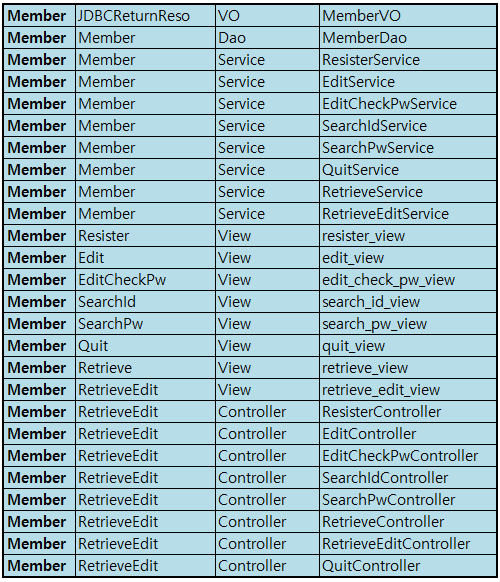 Member JDBCReturnReso VO MemberVO
Member Member Dao MemberDao
Member Member Service ResisterService
Member Member Service EditService
Member Member Service EditCheckPwService
Member Member Service SearchIdService
Member Member Service SearchPwService
Member Member Service QuitService
Member Member Service RetrieveService
Member Member Service RetrieveEditService
Member Resister View resister_view
Member Edit View edit_view
Member EditCheckPw View edit_check_pw_view
Member SearchId View search_id_view
Member SearchPw View search_pw_view
Member Quit View quit_view
Member Retrieve View retrieve_view
Member RetrieveEdit View retrieve_edit_view
Member RetrieveEdit Controller ResisterController
Member RetrieveEdit Controller EditController
Member RetrieveEdit Controller EditCheckPwController
Member RetrieveEdit Controller SearchIdController
Member RetrieveEdit Controller SearchPwController
Member RetrieveEdit Controller RetrieveController
Member RetrieveEdit Controller RetrieveEditController
Member RetrieveEdit Controller QuitController